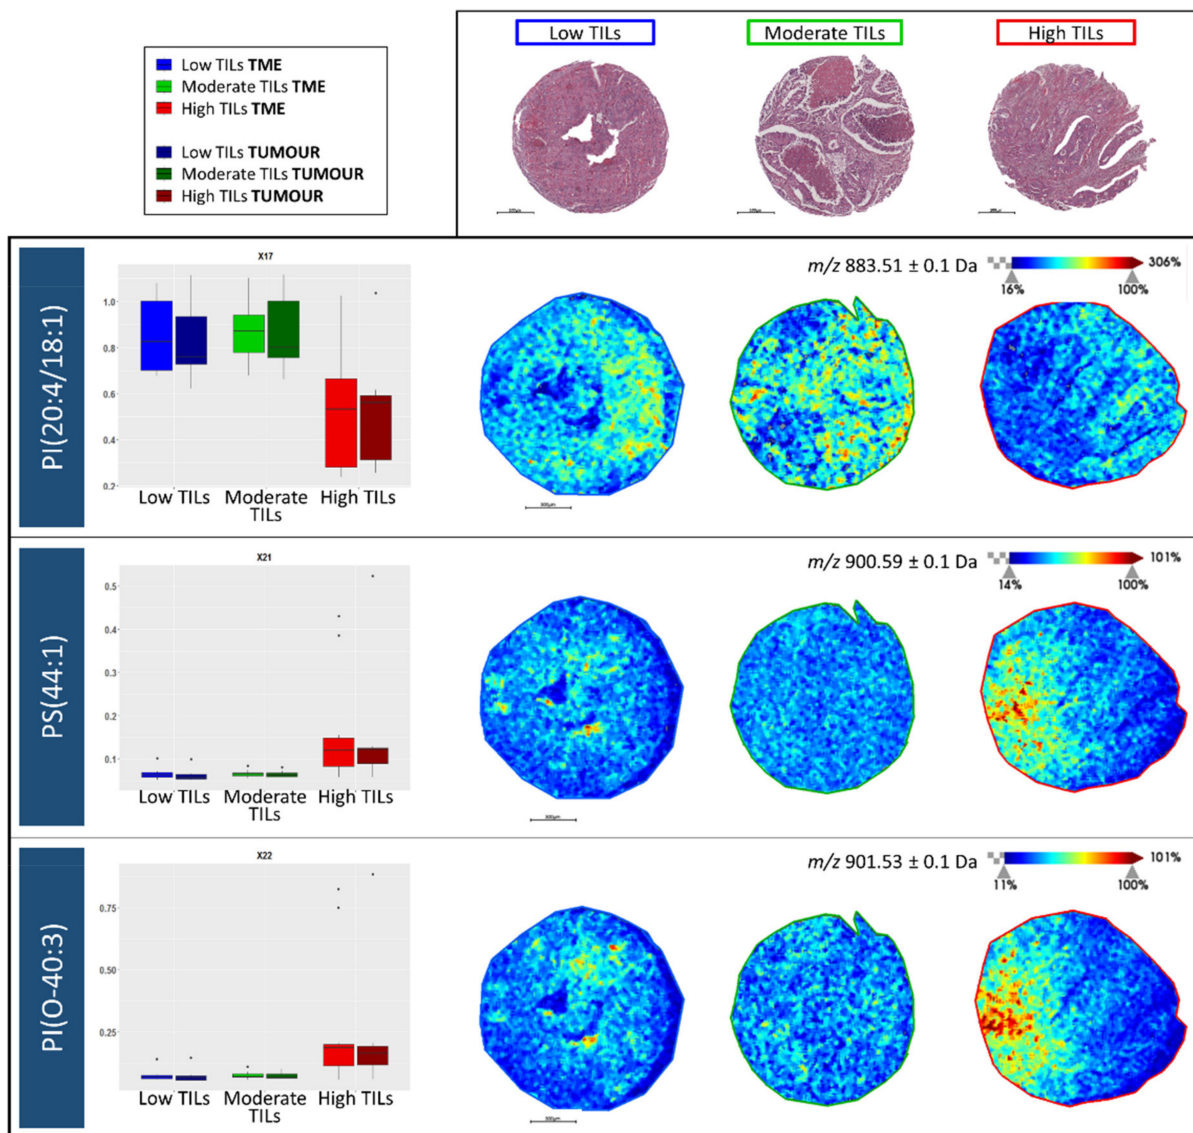 Low TILs
Moderate TILs
High TILs
Low TILs TME
Moderate TILs TME
High TILs TME
Low TILs TUMOUR
Moderate TILs TUMOUR
High TILs TUMOUR
PI(20:4/18:1)
X17
1.0
0.8
0.6
0.4
0.2
Low TILs
Moderate
TILs
High TILs
m/z 883.51 ± 0.1 Da
306%
16%
100%
300µm
PS(44:1)
X21
0.5
0.4
0.3
0.2
0.1
Low TILs
Moderate
TILs
High TILs
m/z 900.59 ± 0.1 Da
101%
14%
100%
300µm
PI(O-40:3)
X22
0.75
0.50
0.25
Low TILs
Moderate
TILs
High TILs
m/z 901.53 ± 0.1 Da
101%
11%
100%
300µm